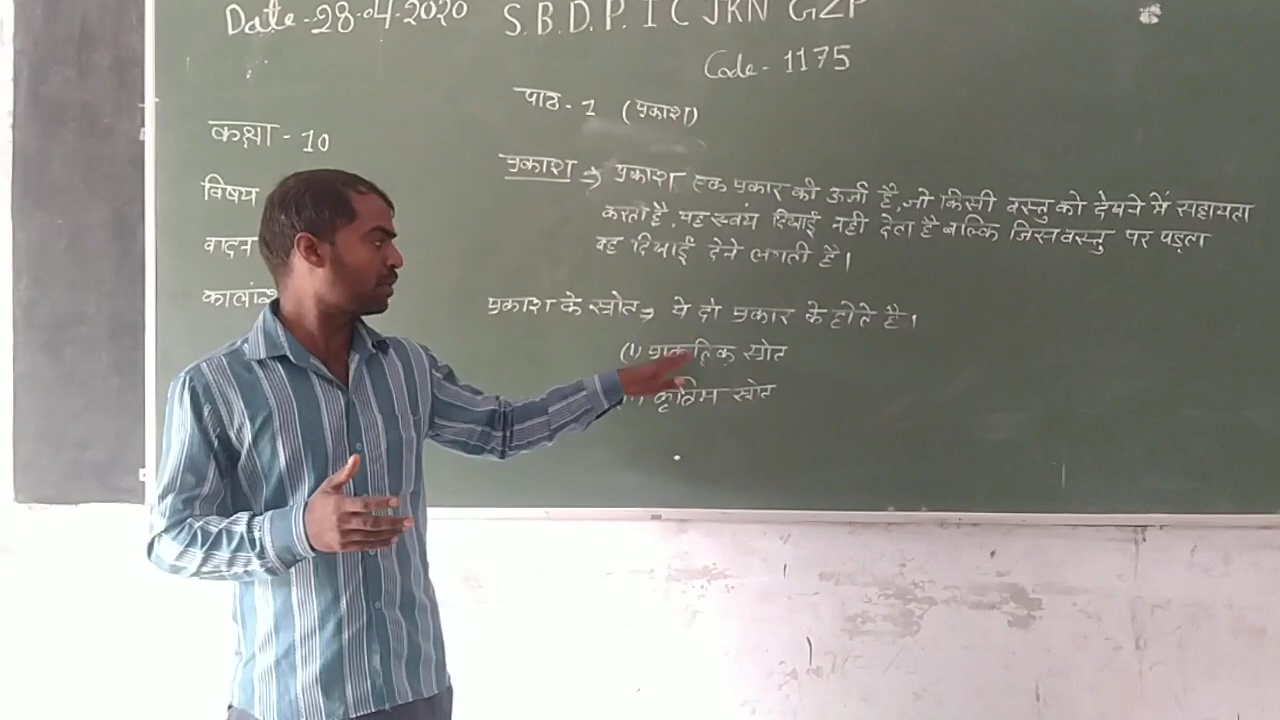 Date-28-04-2020 S.B.D.P. I C JKN GZP
Code-1175
पाठ-1 (प्रकाश)
कक्षा-10
विषय
वादन
कालां
प्रकाश ⇒ प्रकाश एक प्रकार की ऊर्जा है, जो किसी वस्तु को देखने में सहायता
करता है, यह स्वयं दिखाई नही देता है बल्कि जिस वस्तु पर पड़ता
वह दिखाई देने लगती है।
प्रकाश के स्रोत ⇒ ये दो प्रकार के होते है।
(i) प्राकृतिक स्रोत
कृत्रिम स्रोत